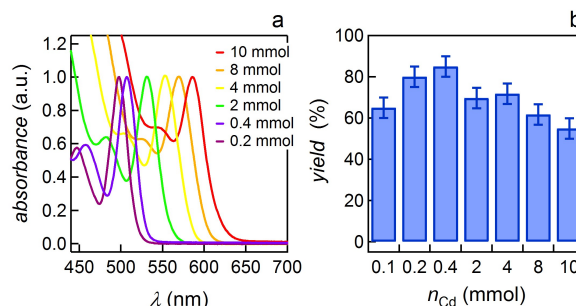 a
1.2
1.0
0.8
0.6
0.4
0.2
0.0
absorbance (a.u.)
10 mmol
8 mmol
4 mmol
2 mmol
0.4 mmol
0.2 mmol
450 500 550 600 650 700
λ (nm)
b
100
80
60
40
20
0
yield (%)
0.1 0.2 0.4 2 4 8 10
nCd (mmol)